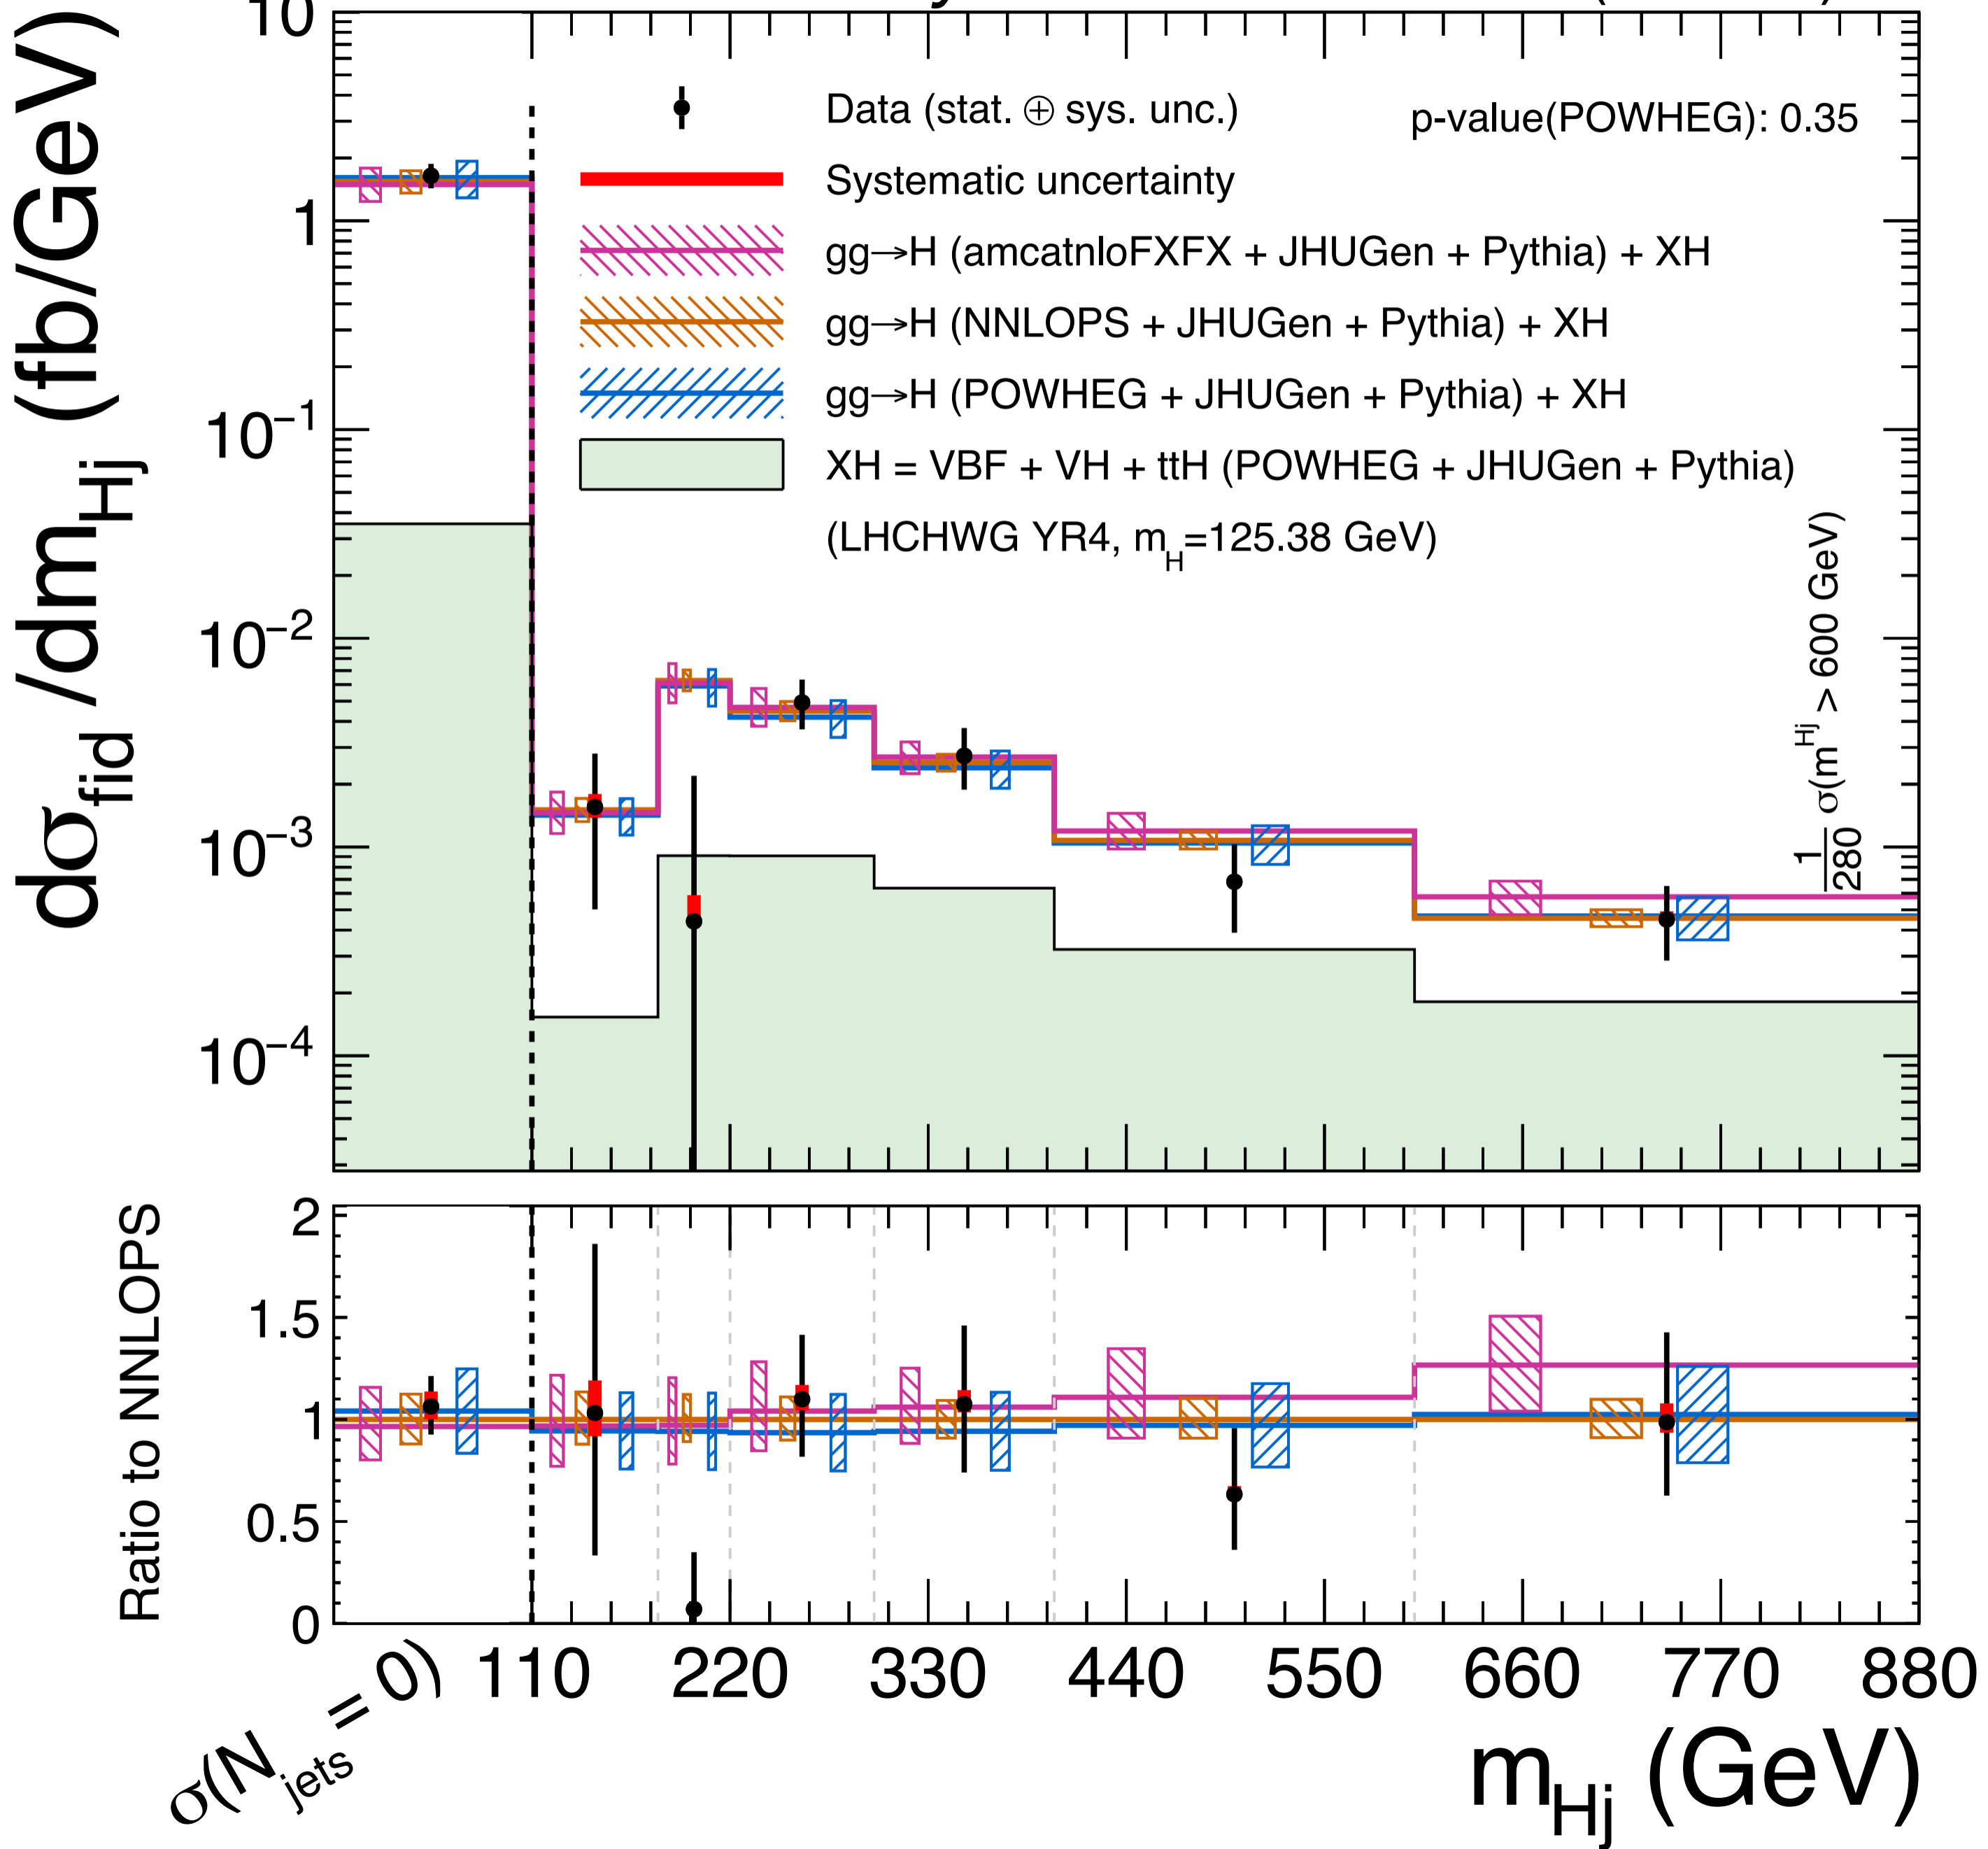 dσfid /dmHj (fb/GeV)
10
1
10−1
10−2
10−3
10−4
Data (stat. ⊕ sys. unc.)
p-value(POWHEG): 0.35
Systematic uncertainty
gg→H (amcatnloFXFX + JHUGen + Pythia) + XH
gg→H (NNLOPS + JHUGen + Pythia) + XH
gg→H (POWHEG + JHUGen + Pythia) + XH
XH = VBF + VH + ttH (POWHEG + JHUGen + Pythia)
(LHCHWG YR4, mH=125.38 GeV)
1/280 σ(mHj > 600 GeV)
Ratio to NNLOPS
2
1.5
1
0.5
0
σ(Njets = 0) 110 220 330 440 550 660 770 880
mHj (GeV)